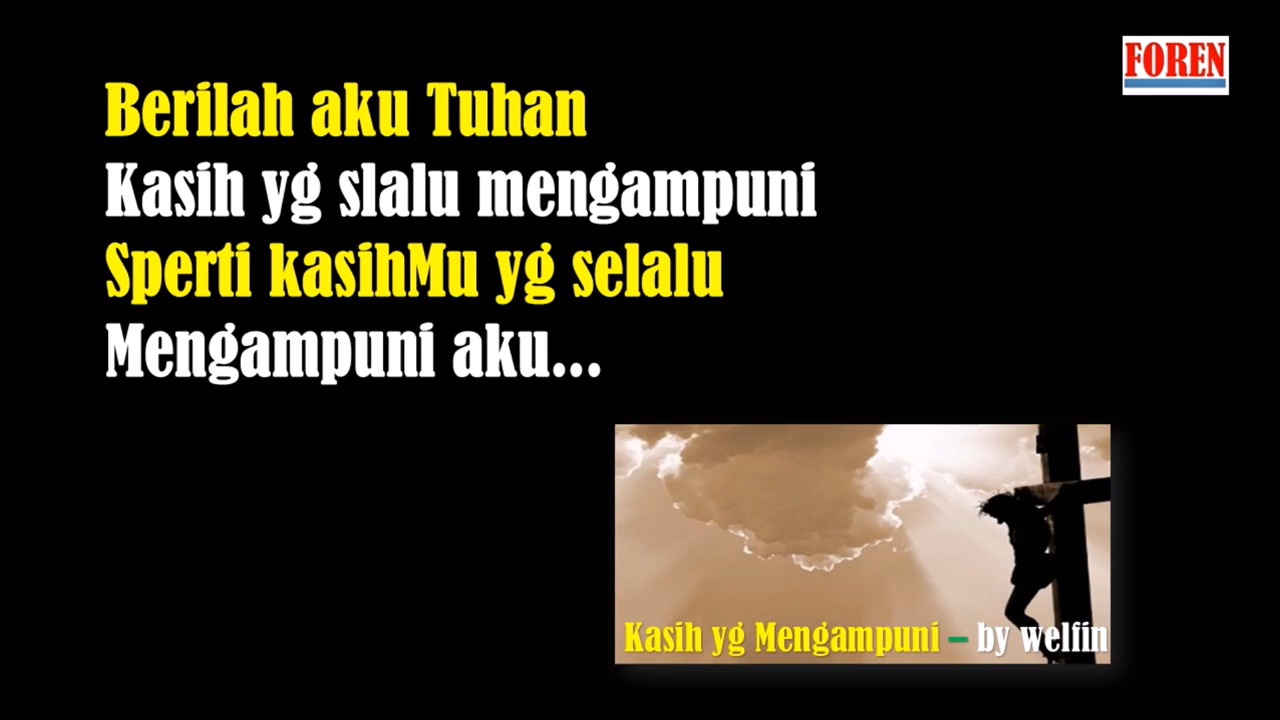 FOREN
Berilah aku Tuhan
Kasih yg slalu mengampuni
Sperti kasihMu yg selalu
Mengampuni aku...
Kasih yg Mengampuni – by welfin